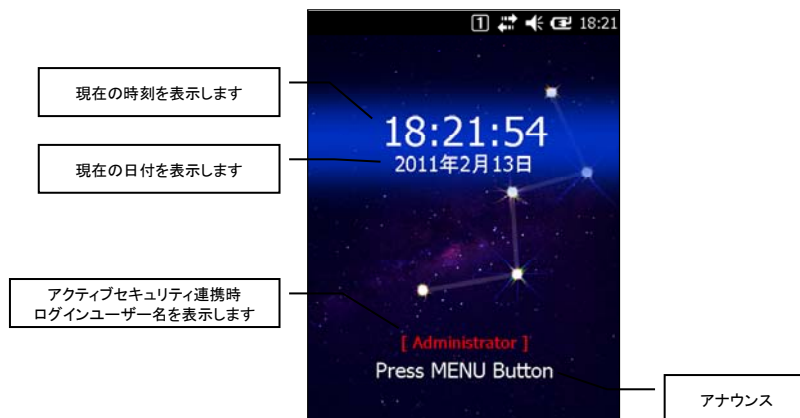 1 18:21
現在の時刻を表示します
18:21:54
現在の日付を表示します
2011年2月13日
アクティブセキュリティ連携時
ログインユーザー名を表示します
[ Administrator ]
Press MENU Button
アナウンス